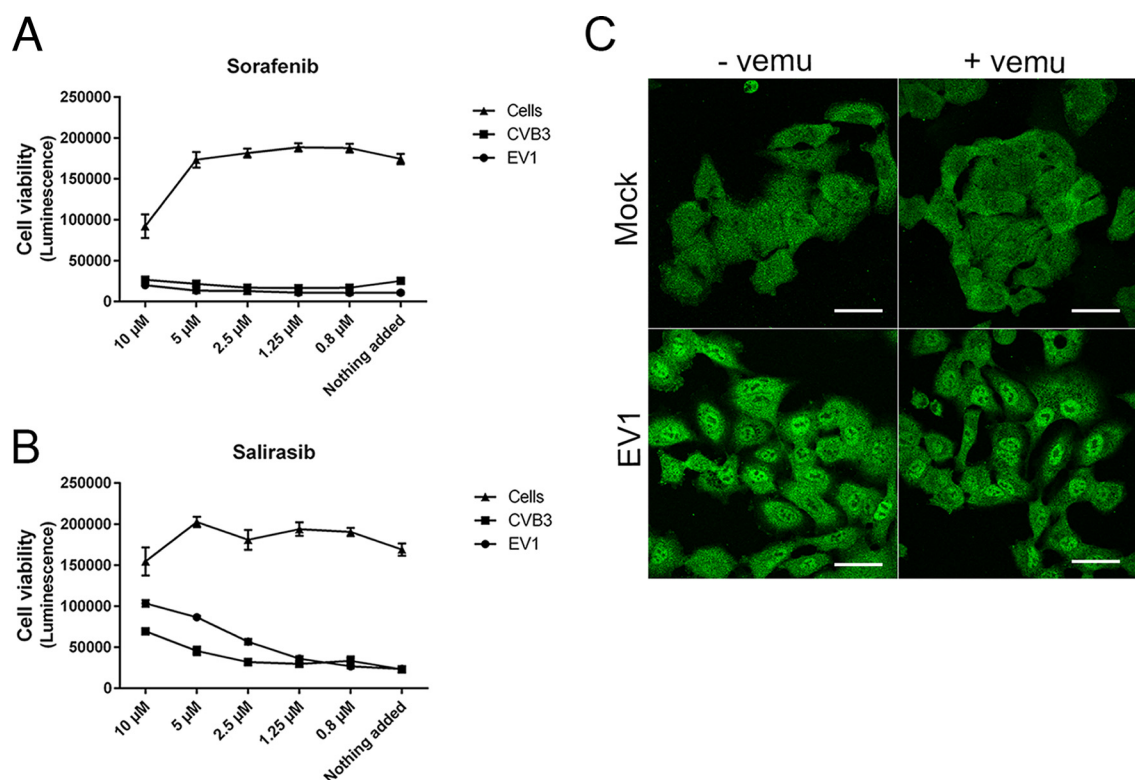 A
Sorafenib
Cell viability
(Luminescence)
250000
200000
150000
100000
50000
0
10 µM
5 µM
2.5 µM
1.25 µM
0.8 µM
Nothing added
Cells
CVB3
EV1
B
Salirasib
Cell viability
(Luminescence)
250000
200000
150000
100000
50000
0
10 µM
5 µM
2.5 µM
1.25 µM
0.8 µM
Nothing added
Cells
CVB3
EV1
C
- vemu
+ vemu
Mock
EV1